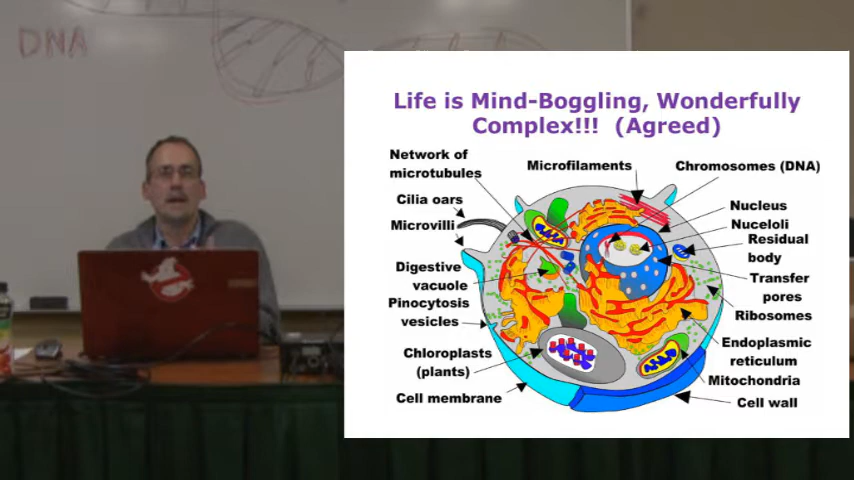 DNA
Life is Mind-Boggling, Wonderfully
Complex!!! (Agreed)
Network of
microtubules
Cilia oars
Microvilli
Digestive
vacuole
Pinocytosis
vesicles
Chloroplasts
(plants)
Cell membrane
Microfilaments
Chromosomes (DNA)
Nucleus
Nuceloli
Residual
body
Transfer
pores
Ribosomes
Endoplasmic
reticulum
Mitochondria
Cell wall